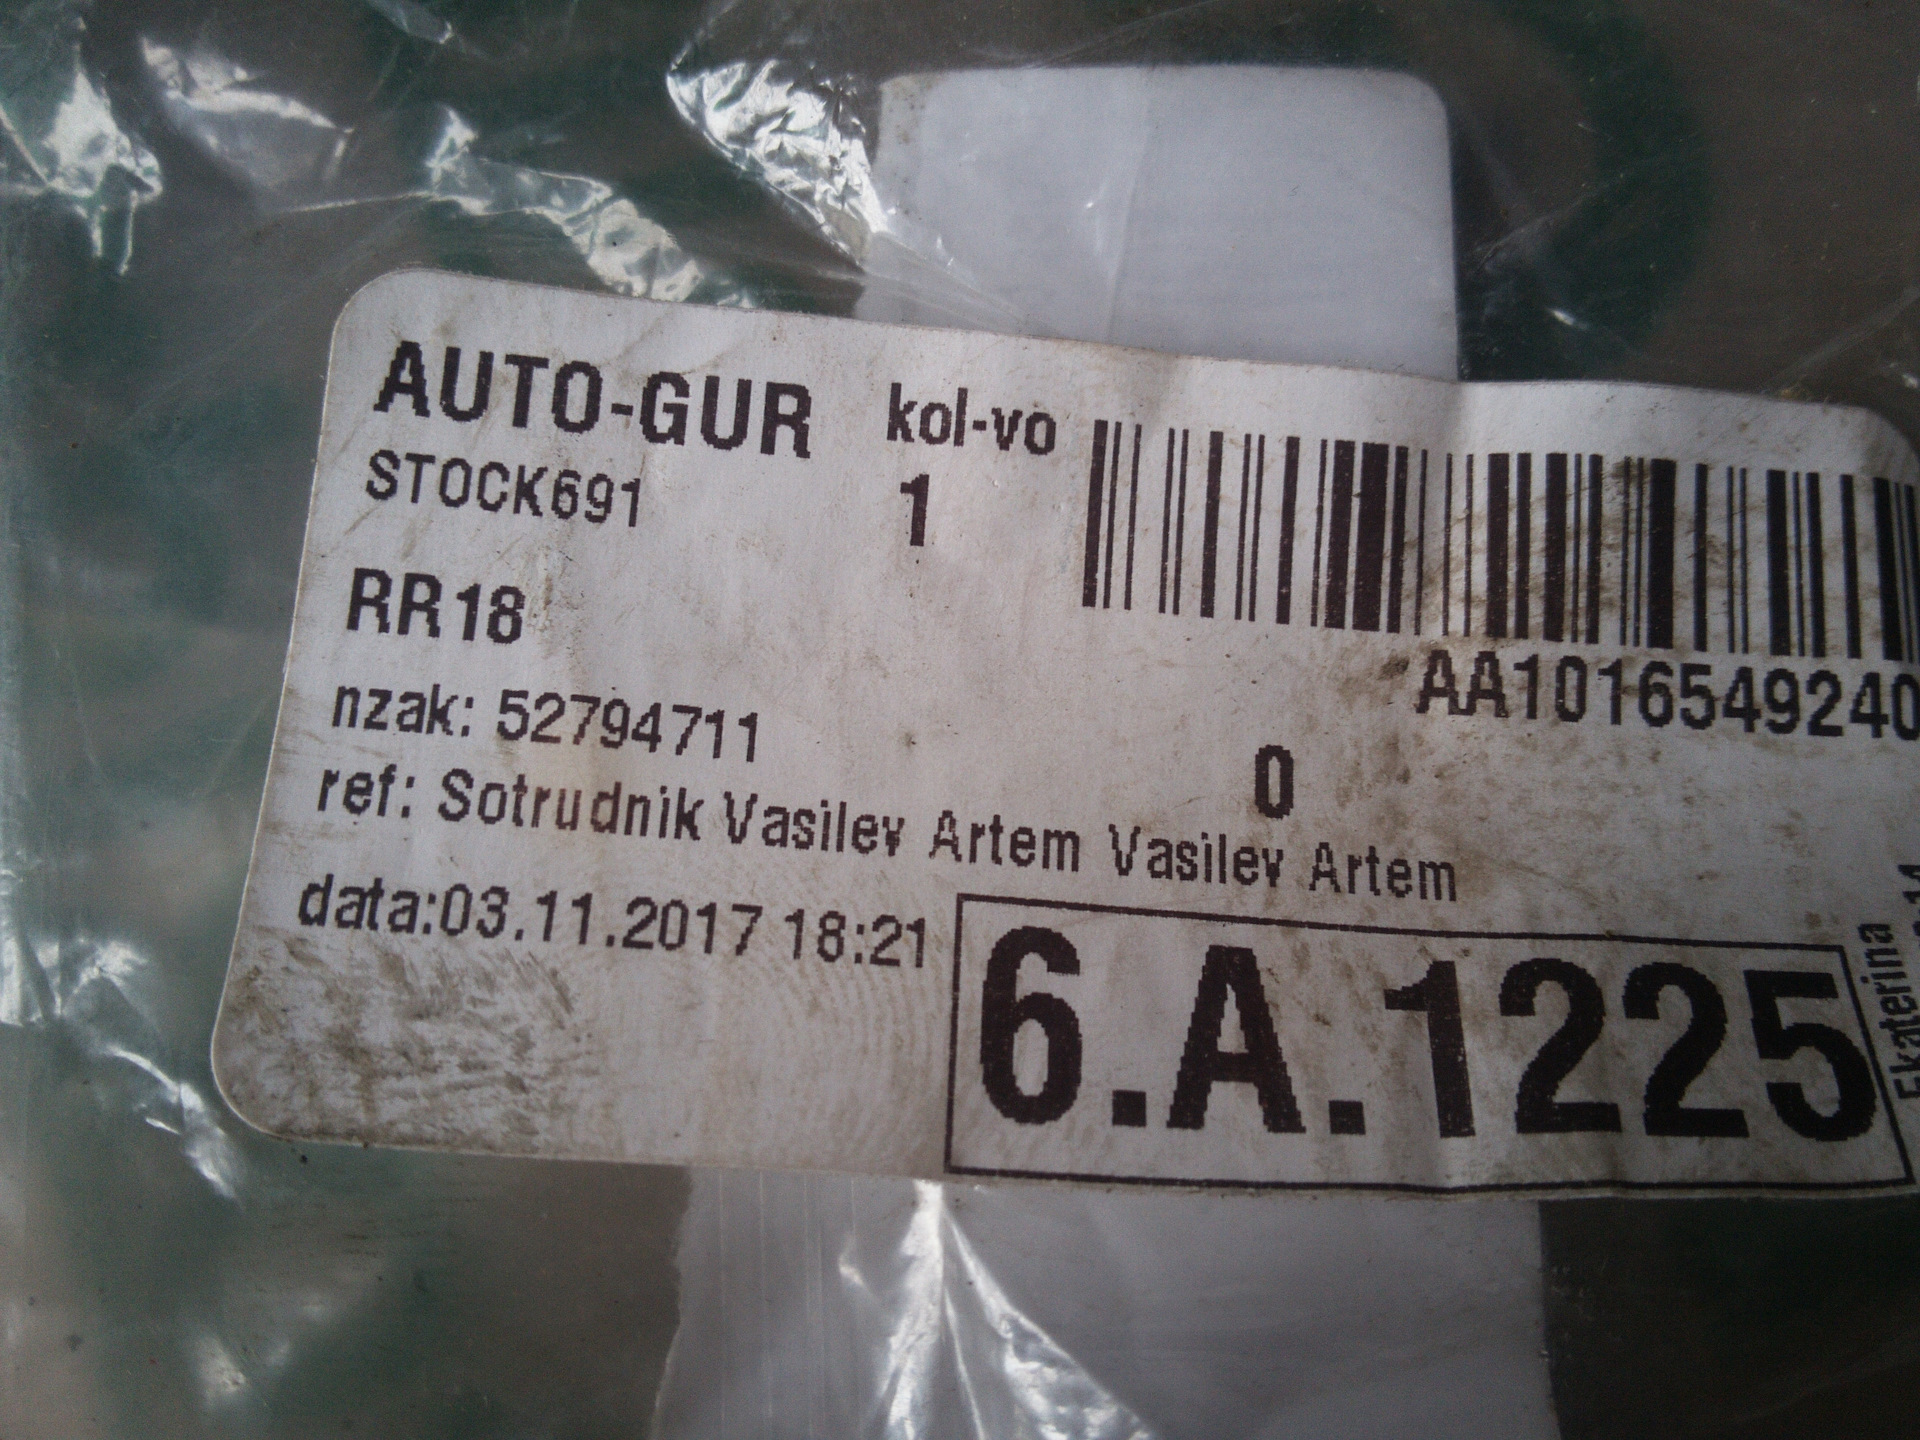 AUTO-GUR
kol-vo
STOCK691
1
RR18
AA1016549240
nzak: 52794711
0
ref: Sotrudnik Vasilev Artem Vasilev Artem
data:03.11.2017 18:21
6.A.1225
Ekaterina